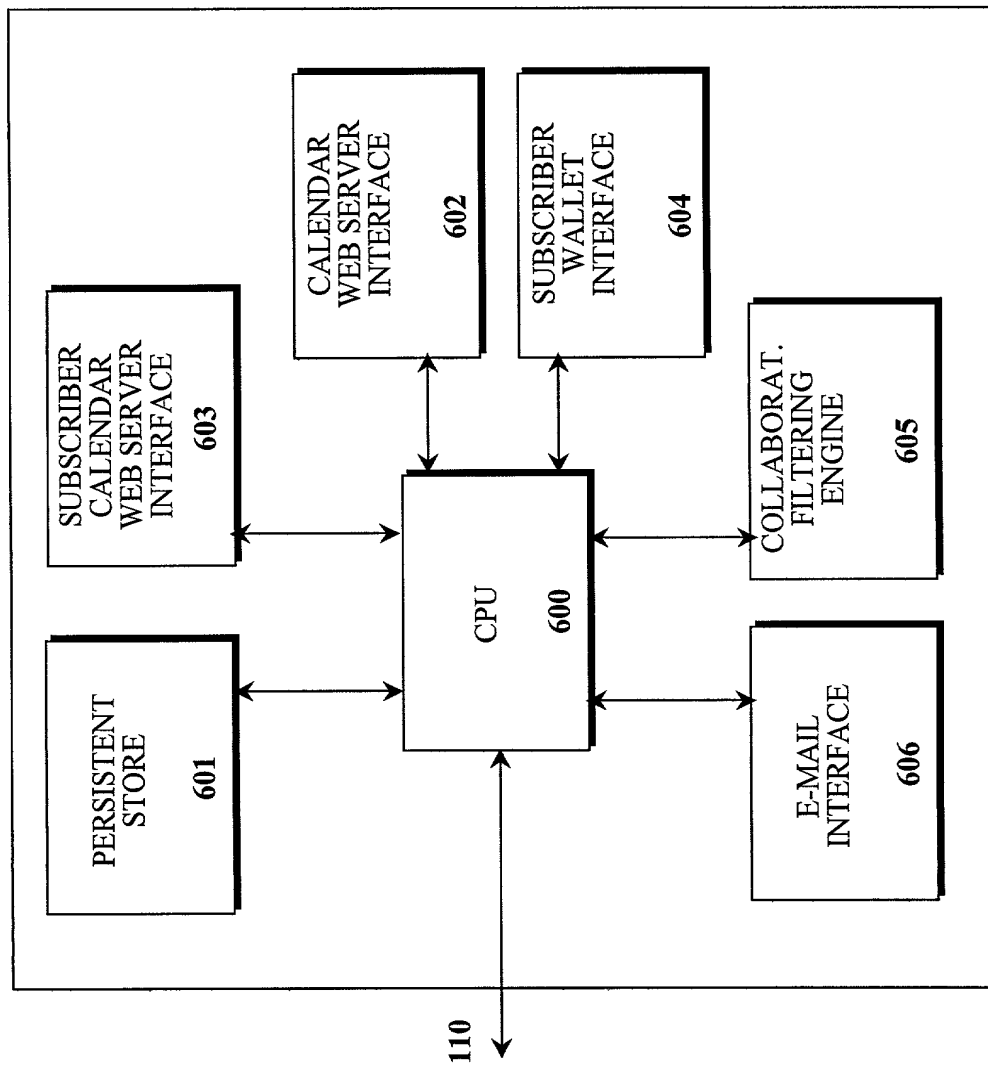 PERSISTENT
STORE
601
SUBSCRIBER
CALENDAR
WEB SERVER
INTERFACE
603
CALENDAR
WEB SERVER
INTERFACE
602
110
CPU
600
SUBSCRIBER
WALLET
INTERFACE
604
E-MAIL
INTERFACE
606
COLLABORAT.
FILTERING
ENGINE
605